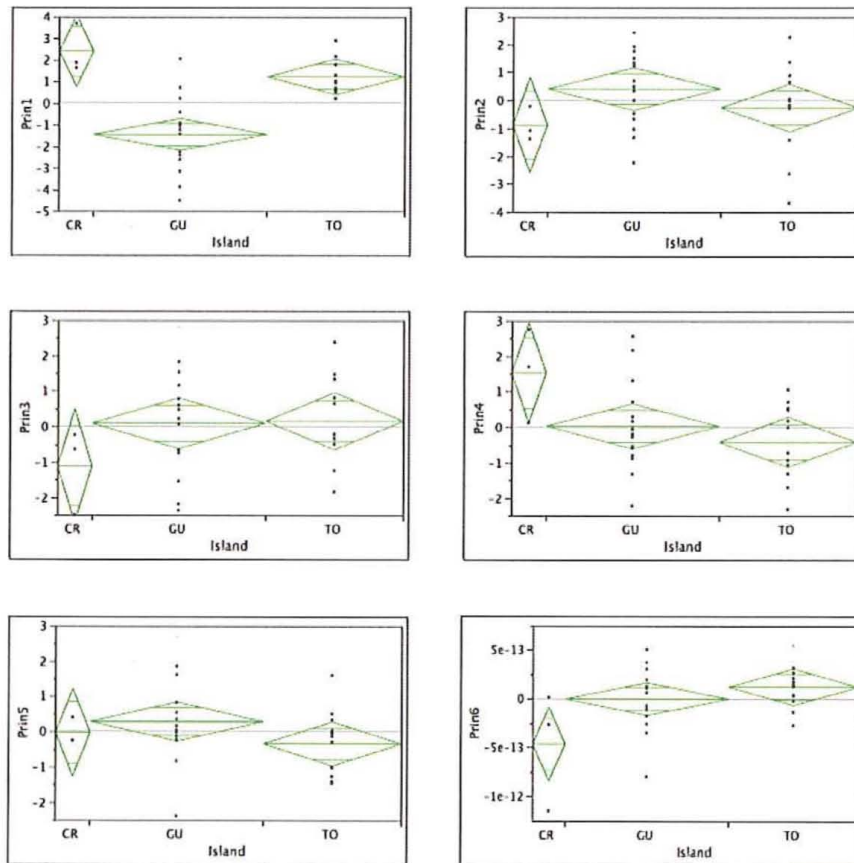 4
3
2
1
0
-1
-2
-3
-4
-5
Prin1
CR GU TO
Island
3
2
1
0
-1
-2
-3
-4
Prin2
CR GU TO
Island
3
2
1
0
-1
-2
Prin3
CR GU TO
Island
3
2
1
0
-1
-2
Prin4
CR GU TO
Island
3
2
1
0
-1
-2
Prin5
CR GU TO
Island
5e-13
0
-5e-13
-1e-12
Prin6
CR GU TO
Island